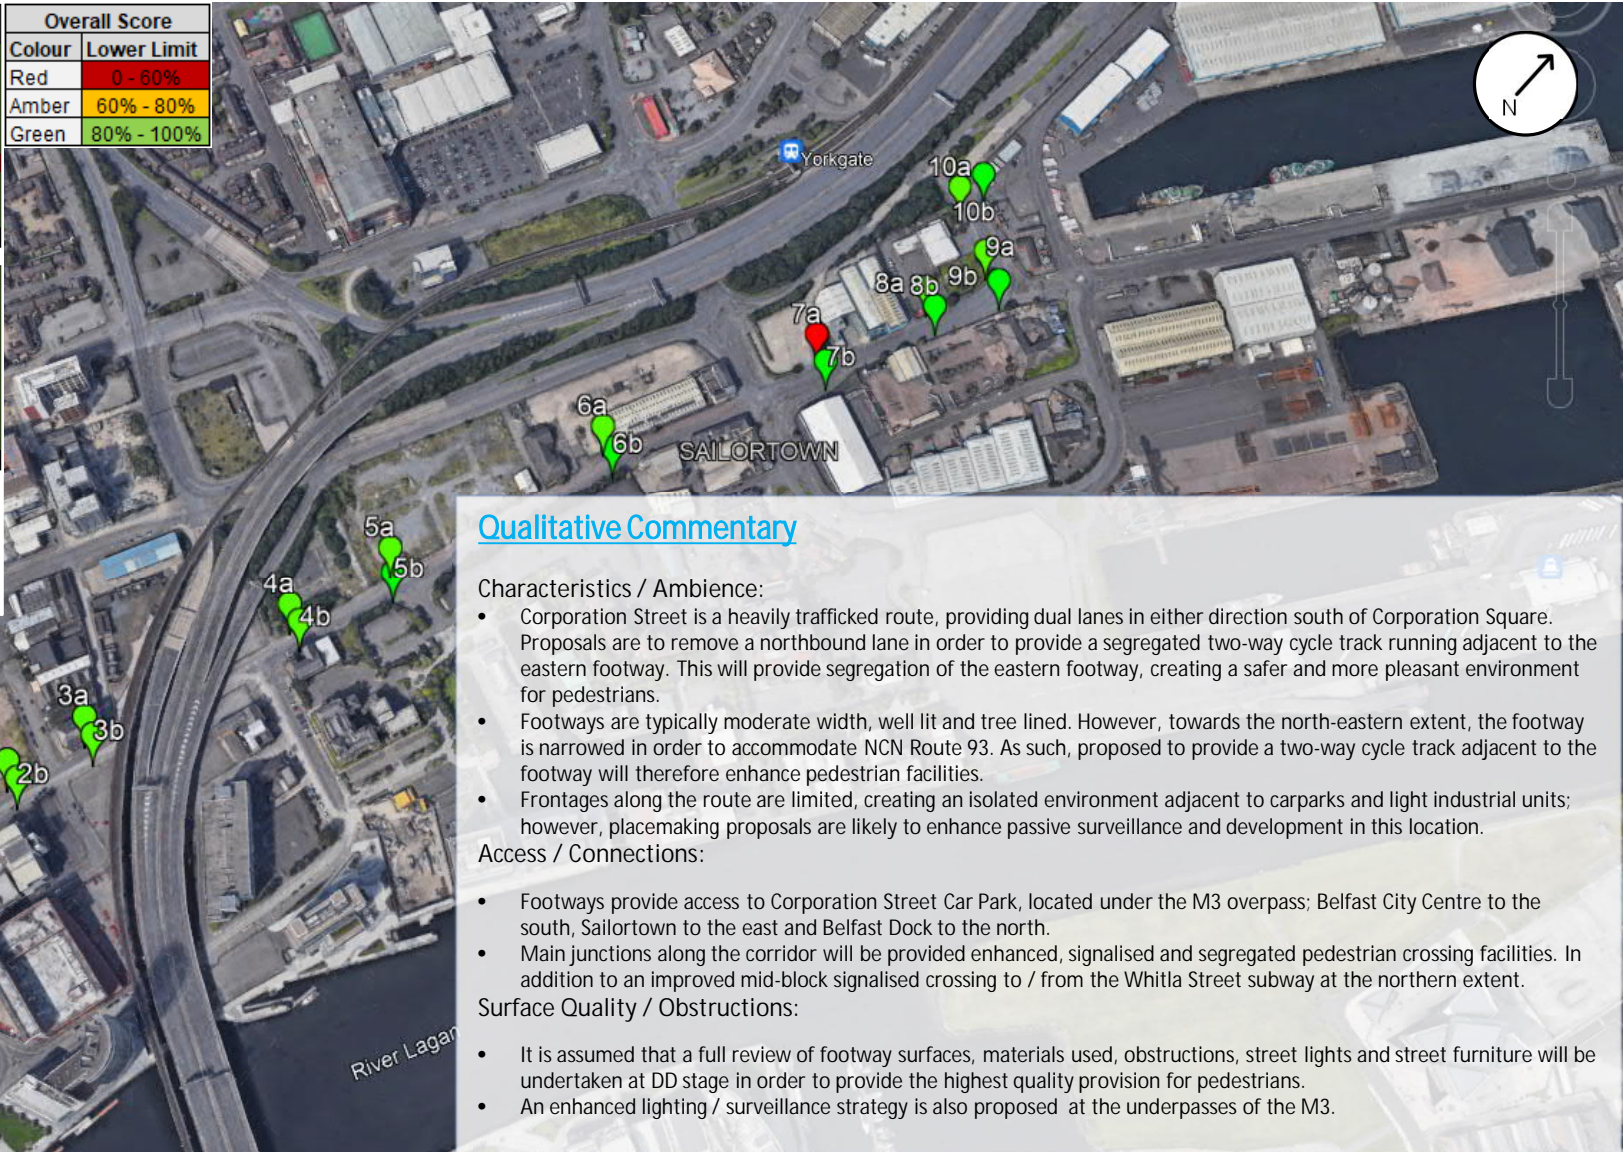 Overall Score
Colour Lower Limit
Red 0 - 60%
Amber 60% - 80%
Green 80% - 100%
N
Yorkgate
10a
10b
9a
8a 8b 9b
7a
7b
6a
6b
SAILORTOWN
5a
5b
4a
4b
3a
3b
2b
River Lagan
Qualitative Commentary
Characteristics / Ambience:
• Corporation Street is a heavily trafficked route, providing dual lanes in either direction south of Corporation Square.
Proposals are to remove a northbound lane in order to provide a segregated two-way cycle track running adjacent to the
eastern footway. This will provide segregation of the eastern footway, creating a safer and more pleasant environment
for pedestrians.
• Footways are typically moderate width, well lit and tree lined. However, towards the north-eastern extent, the footway
is narrowed in order to accommodate NCN Route 93. As such, proposed to provide a two-way cycle track adjacent to the
footway will therefore enhance pedestrian facilities.
• Frontages along the route are limited, creating an isolated environment adjacent to carparks and light industrial units;
however, placemaking proposals are likely to enhance passive surveillance and development in this location.
Access / Connections:
• Footways provide access to Corporation Street Car Park, located under the M3 overpass; Belfast City Centre to the
south, Sailortown to the east and Belfast Dock to the north.
• Main junctions along the corridor will be provided enhanced, signalised and segregated pedestrian crossing facilities. In
addition to an improved mid-block signalised crossing to / from the Whitla Street subway at the northern extent.
Surface Quality / Obstructions:
• It is assumed that a full review of footway surfaces, materials used, obstructions, street lights and street furniture will be
undertaken at DD stage in order to provide the highest quality provision for pedestrians.
• An enhanced lighting / surveillance strategy is also proposed at the underpasses of the M3.